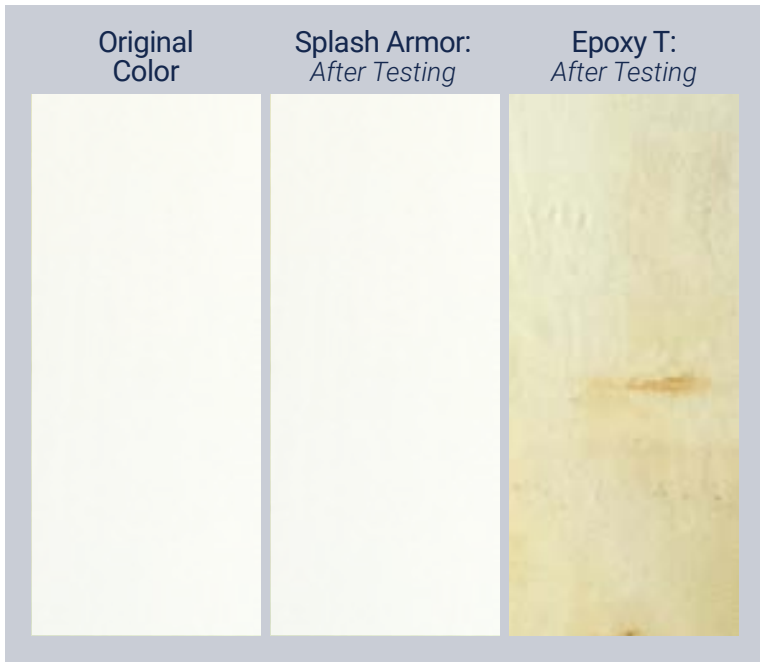 Original
Color
Splash Armor:
After Testing
Epoxy T:
After Testing